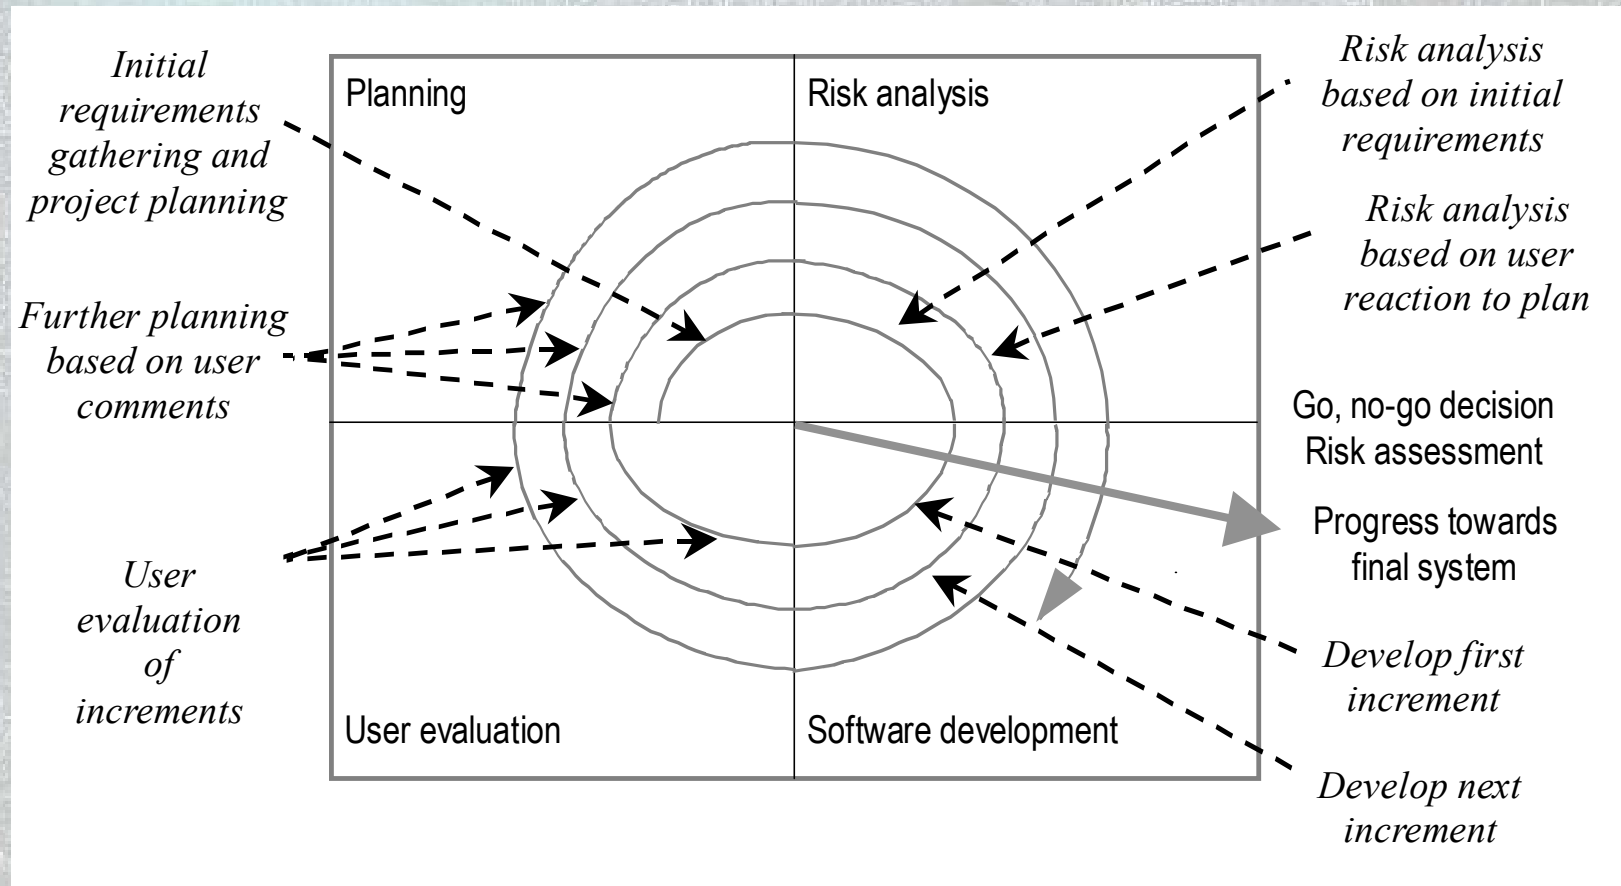 Initial
requirements
gathering and
project planning
Further planning
based on user
comments
User
evaluation
of
increments
Planning
Risk analysis
User evaluation
Software development
Risk analysis
based on initial
requirements
Risk analysis
based on user
reaction to plan
Go, no-go decision
Risk assessment
Progress towards
final system
Develop first
increment
Develop next
increment